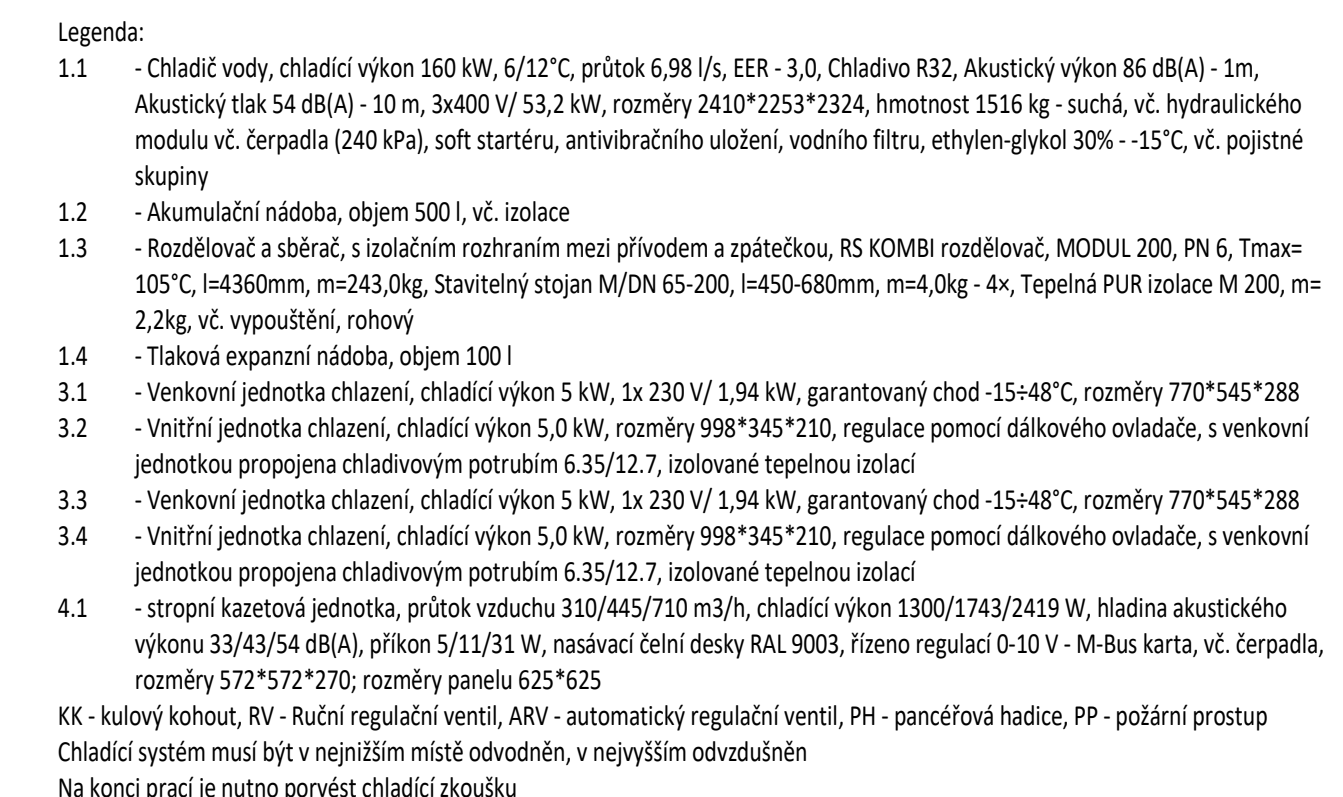 Legenda:
1.1 - Chladič vody, chladící výkon 160 kW, 6/12°C, průtok 6,98 l/s, EER - 3,0, Chladivo R32, Akustický výkon 86 dB(A) - 1m,
Akustický tlak 54 dB(A) - 10 m, 3x400 V/ 53,2 kW, rozměry 2410*2253*2324, hmotnost 1516 kg - suchá, vč. hydraulického
modulu vč. čerpadla (240 kPa), soft startéru, antivibračního uložení, vodního filtru, ethylen-glykol 30% - -15°C, vč. pojistné
skupiny
1.2 - Akumulační nádoba, objem 500 l, vč. izolace
1.3 - Rozdělovač a sběrač, s izolačním rozhraním mezi přívodem a zpátečkou, RS KOMBI rozdělovač, MODUL 200, PN 6, Tmax=
105°C, l=4360mm, m=243,0kg, Stavitelný stojan M/DN 65-200, l=450-680mm, m=4,0kg - 4×, Tepelná PUR izolace M 200, m=
2,2kg, vč. vypouštění, rohový
1.4 - Tlaková expanzní nádoba, objem 100 l
3.1 - Venkovní jednotka chlazení, chladící výkon 5 kW, 1x 230 V/ 1,94 kW, garantovaný chod -15÷48°C, rozměry 770*545*288
3.2 - Vnitřní jednotka chlazení, chladící výkon 5,0 kW, rozměry 998*345*210, regulace pomocí dálkového ovladače, s venkovní
jednotkou propojena chladivovým potrubím 6.35/12.7, izolované tepelnou izolací
3.3 - Venkovní jednotka chlazení, chladící výkon 5 kW, 1x 230 V/ 1,94 kW, garantovaný chod -15÷48°C, rozměry 770*545*288
3.4 - Vnitřní jednotka chlazení, chladící výkon 5,0 kW, rozměry 998*345*210, regulace pomocí dálkového ovladače, s venkovní
jednotkou propojena chladivovým potrubím 6.35/12.7, izolované tepelnou izolací
4.1 - stropní kazetová jednotka, průtok vzduchu 310/445/710 m3/h, chladící výkon 1300/1743/2419 W, hladina akustického
výkonu 33/43/54 dB(A), příkon 5/11/31 W, nasávací čelní desky RAL 9003, řízeno regulací 0-10 V - M-Bus karta, vč. čerpadla,
rozměry 572*572*270; rozměry panelu 625*625
KK - kulový kohout, RV - Ruční regulační ventil, ARV - automatický regulační ventil, PH - pancéřová hadice, PP - požární prostup
Chladící systém musí být v nejnižším místě odvodněn, v nejvyšším odvzdušněn
Na konci prací je nutno porvést chladící zkoušku